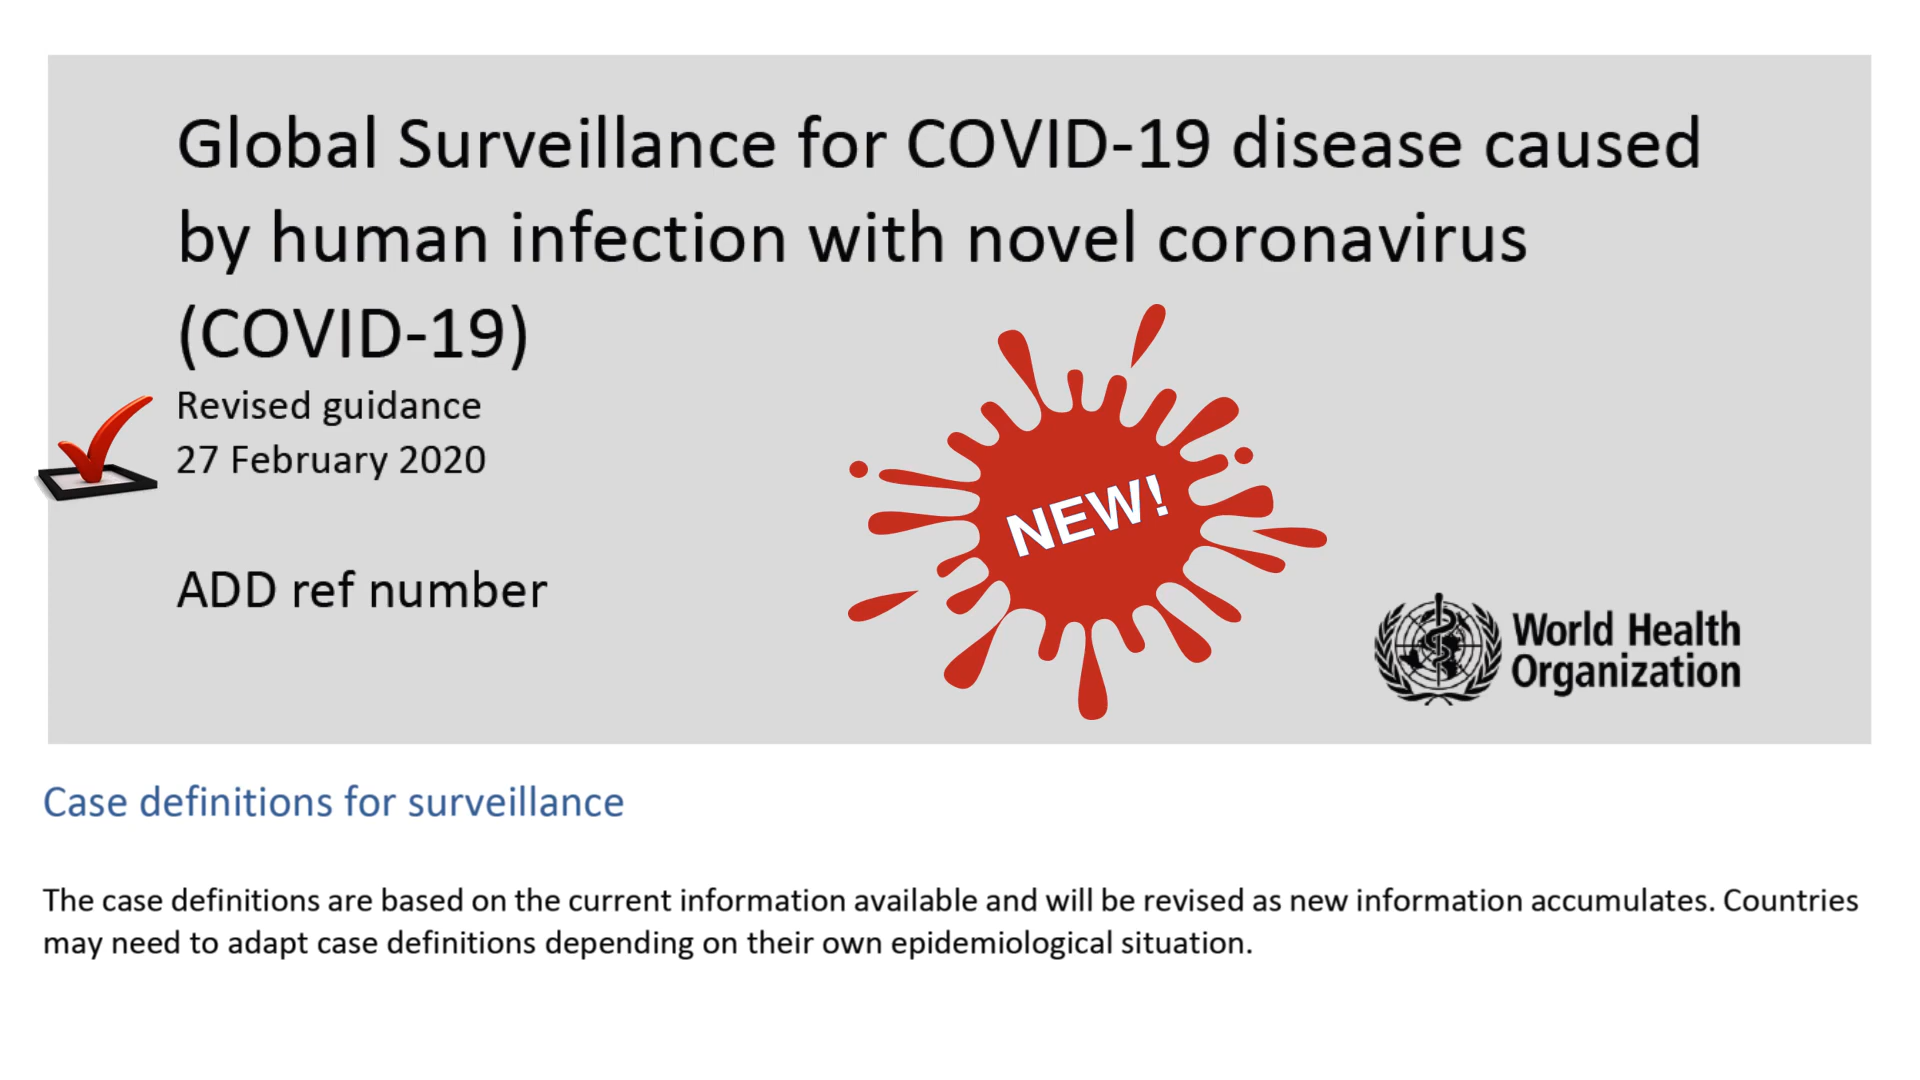 Global Surveillance for COVID-19 disease caused
by human infection with novel coronavirus
(COVID-19)
Revised guidance
27 February 2020
NEW!
ADD ref number
World Health
Organization
Case definitions for surveillance
The case definitions are based on the current information available and will be revised as new information accumulates. Countries
may need to adapt case definitions depending on their own epidemiological situation.